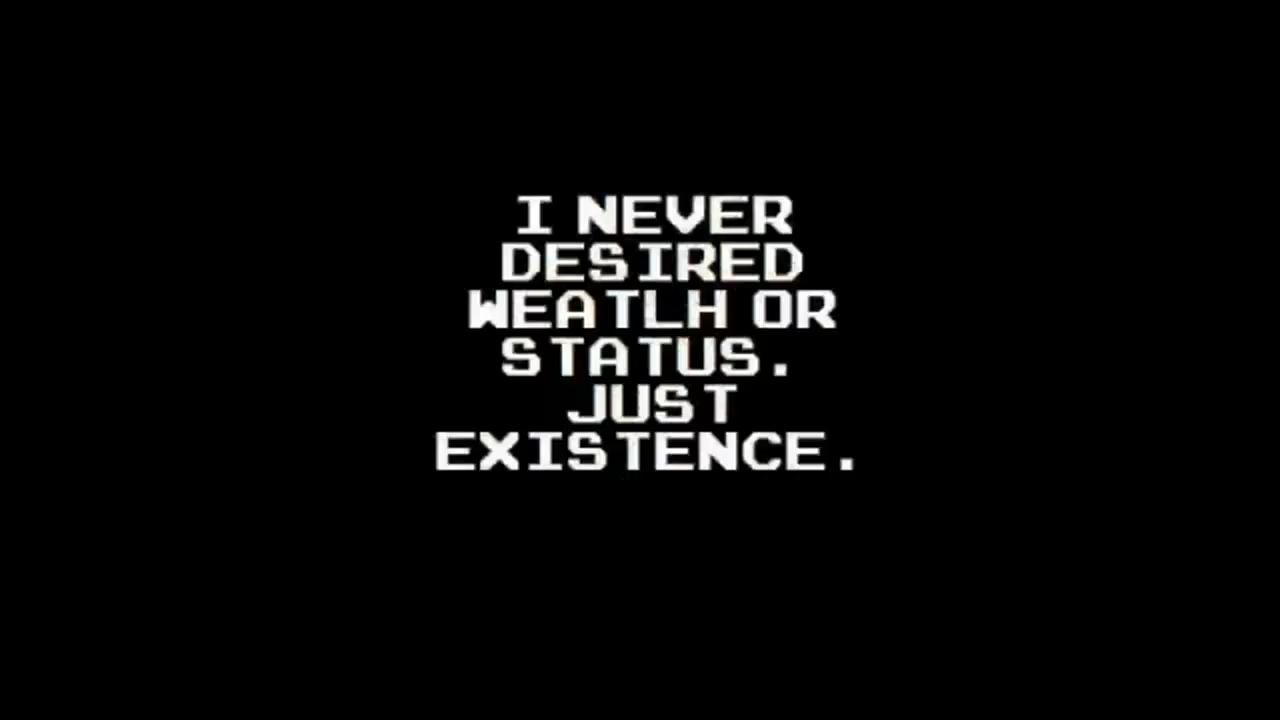 I NEVER
DESIRED
WEATLH OR
STATUS.
JUST
EXISTENCE.